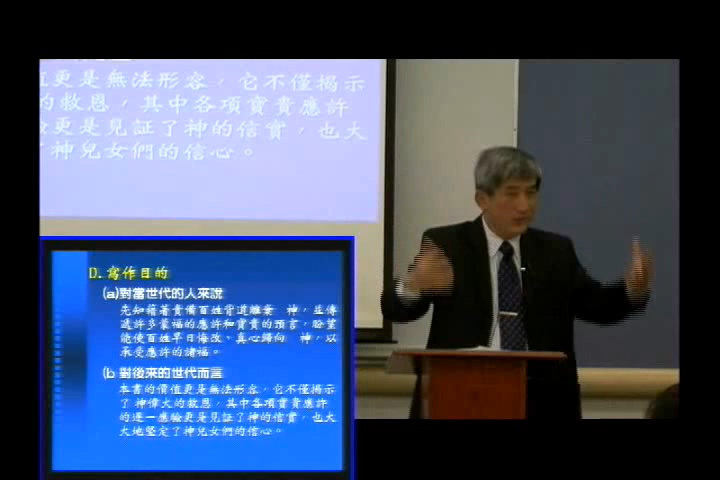 直更是無法形容，它不僅揭示
的救恩，其中各項寶貴應許
驗更是見証了神的信實，也大
了神兒女們的信心。
D. 寫作目的
(a)對當世代的人來說
先知藉著責備百姓背道離棄 神，並傳
遞許多蒙福的應許和寶貴的預言，盼望
能使百姓早日悔改、真心歸向 神，以
承受應許的諸福。
(b 對後來的世代而言
本書的價值更是無法形容，它不僅揭示
了神偉大的救恩，其中各項寶貴應許
的逐一應驗更是見証了神的信實，也大
大地堅定了神兒女們的信心。